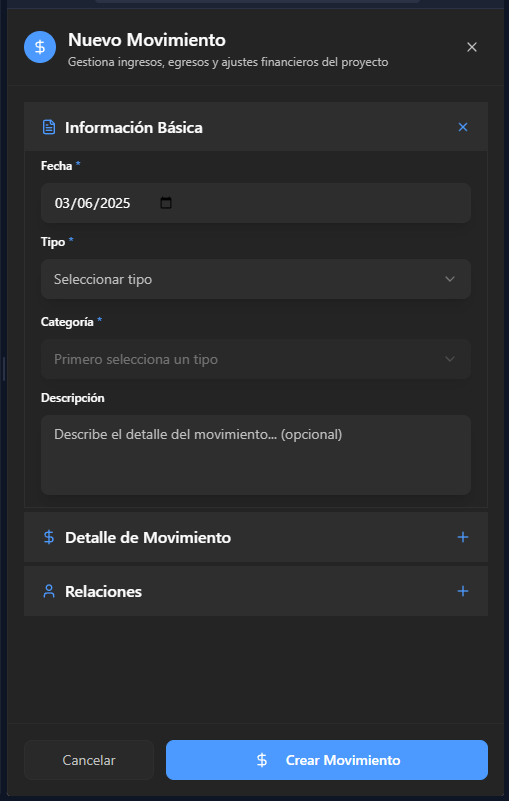 Nuevo Movimiento
Gestiona ingresos, egresos y ajustes financieros del proyecto
Información Básica
Fecha *
03/06/2025
Tipo *
Seleccionar tipo
Categoría *
Primero selecciona un tipo
Descripción
Describe el detalle del movimiento... (opcional)
$ Detalle de Movimiento
Relaciones
Cancelar
$ Crear Movimiento